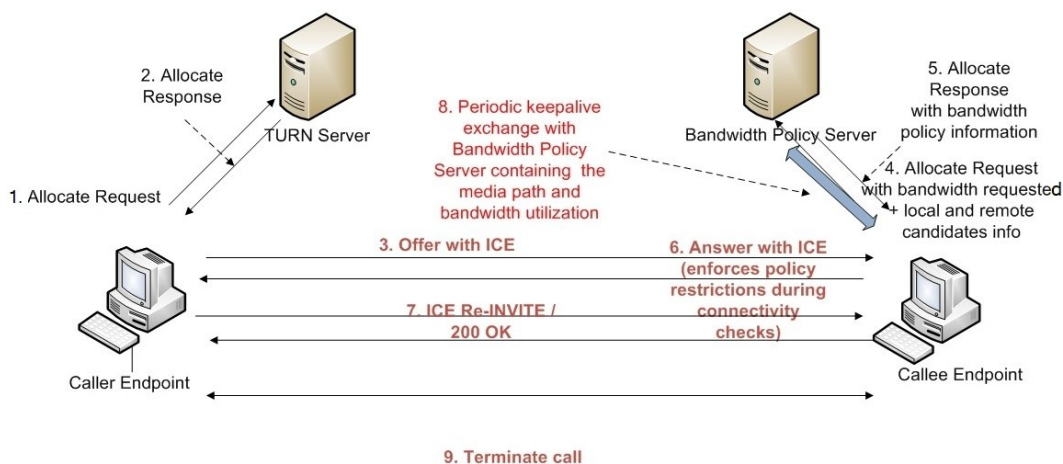 2. Allocate
Response
TURN Server
1. Allocate Request
8. Periodic keepalive
exchange with
Bandwidth Policy
Server containing the
media path and
bandwidth utilization
Bandwidth Policy Server
5. Allocate
Response
with bandwidth
policy information
4. Allocate Request
with bandwidth requested
+ local and remote
candidates info
3. Offer with ICE
6. Answer with ICE
(enforces policy
restrictions during
connectivity
checks)
7. ICE Re-INVITE /
200 OK
Caller Endpoint
Callee Endpoint
9. Terminate call